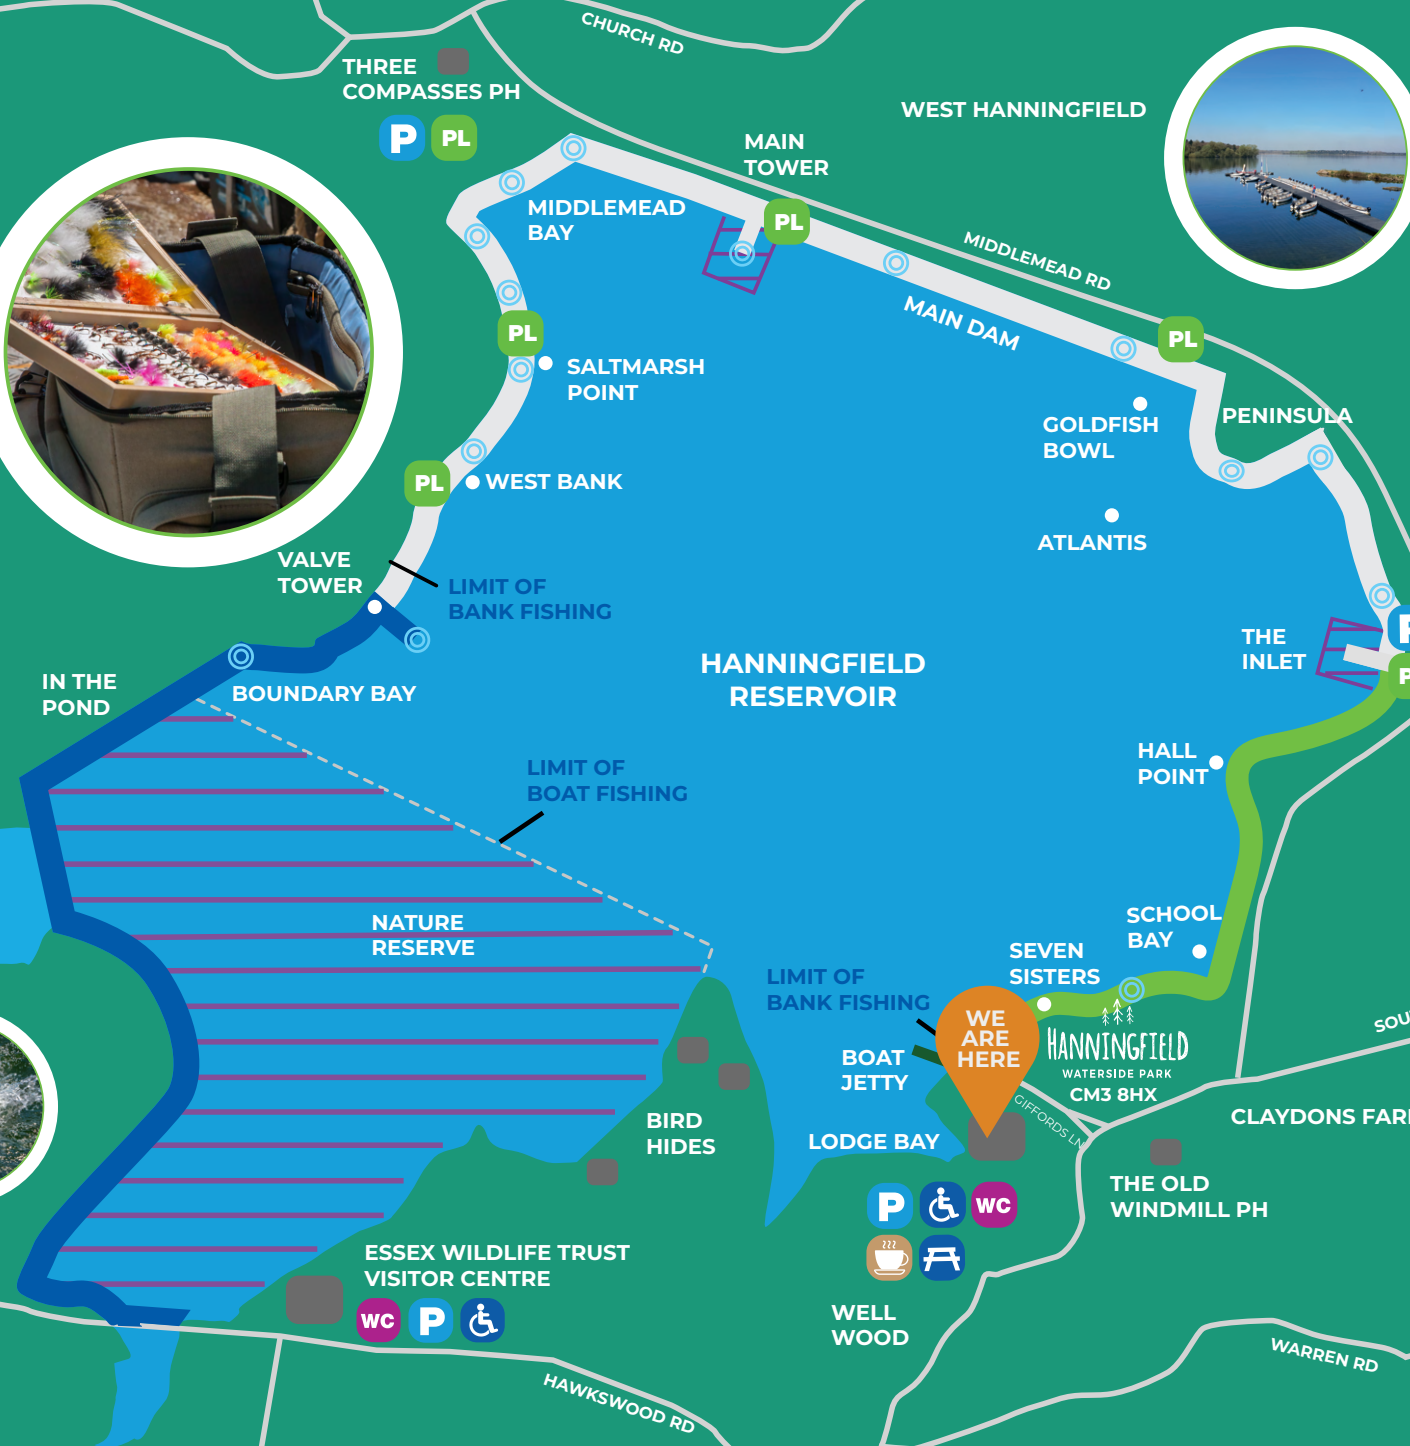 CHURCH RD
THREE
COMPASSES PH
P
PL
WEST HANNINGFIELD
MAIN
TOWER
MIDDLEMEAD
BAY
PL
MIDDLEMEAD RD
MAIN DAM
PL
PL
SALTMARSH
POINT
GOLDFISH
BOWL
PENINSULA
PL
WEST BANK
ATLANTIS
VALVE
TOWER
LIMIT OF
BANK FISHING
HANNINGFIELD
RESERVOIR
THE
INLET
P
P
IN THE
POND
BOUNDARY BAY
HALL
POINT
LIMIT OF
BOAT FISHING
NATURE
RESERVE
SCHOOL
BAY
SEVEN
SISTERS
LIMIT OF
BANK FISHING
WE
ARE
HERE
BOAT
JETTY
HANNINGFIELD
WATERSIDE PARK
CM3 8HX
SOU
GIFFORDS LN
CLAYDONS FAR
BIRD
HIDES
LODGE BAY
THE OLD
WINDMILL PH
P
WC
ESSEX WILDLIFE TRUST
VISITOR CENTRE
WC
P
WELL
WOOD
WARREN RD
HAWKSWOOD RD